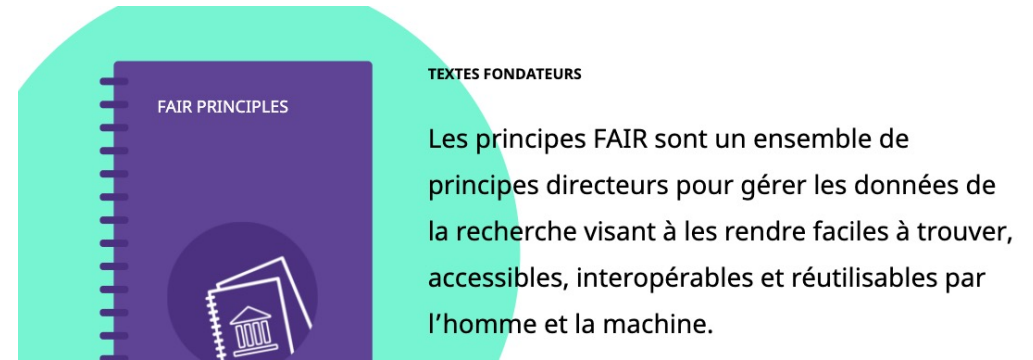 FAIR PRINCIPLES
TEXTES FONDATEURS
Les principes FAIR sont un ensemble de
principes directeurs pour gérer les données de
la recherche visant à les rendre faciles à trouver,
accessibles, interopérables et réutilisables par
l’homme et la machine.